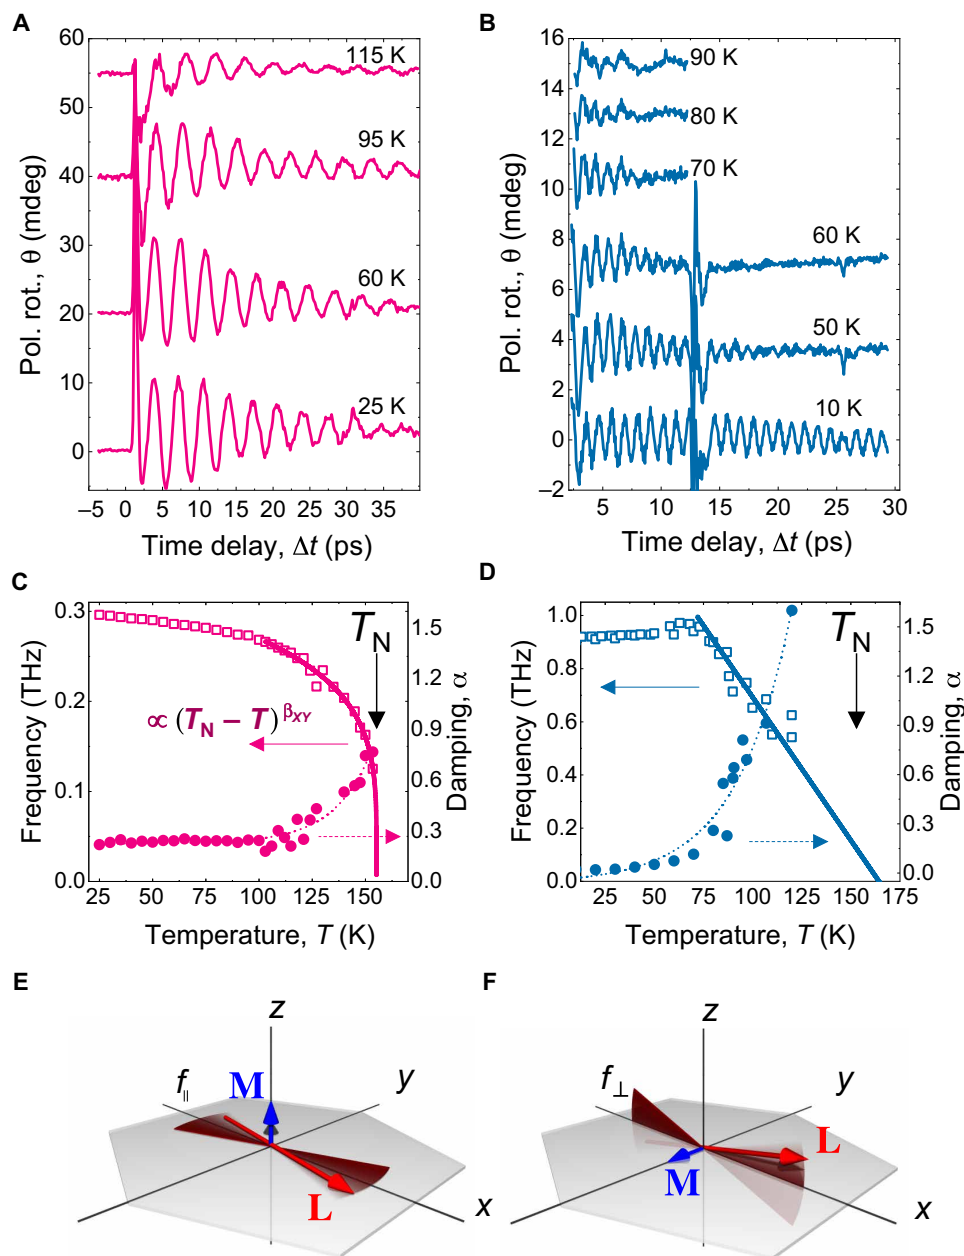 A
60
50
40
30
20
10
0
Pol. rot., θ (mdeg)
115 K
95 K
60 K
25 K
−5 0 5 10 15 20 25 30 35
Time delay, Δt (ps)
B
16
14
12
10
8
6
4
2
0
−2
Pol. rot., θ (mdeg)
90 K
80 K
70 K
60 K
50 K
10 K
5 10 15 20 25 30
Time delay, Δt (ps)
C
0.3
0.2
0.1
0.0
Frequency (THz)
TN
∝ (TN − T)βXY
1.5
1.2
0.9
0.6
0.3
0.0
Damping, α
25 50 75 100 125 150
Temperature, T (K)
D
1.0
0.8
0.6
0.4
0.2
0.0
Frequency (THz)
TN
1.5
1.2
0.9
0.6
0.3
0.0
Damping, α
25 50 75 100 125 150 175
Temperature, T (K)
E
z
y
x
f∥
M
L
F
z
y
x
f⊥
M
L